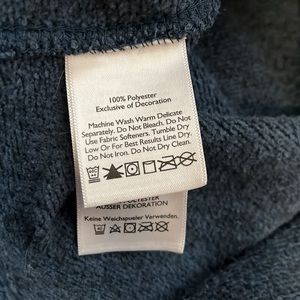 100% Polyester
Exclusive of Decoration
Machine Wash Warm Delicate
Separately. Do Not Bleach. Do Not
Use Fabric Softeners. Tumble Dry
Low Or For Best Results Line Dry.
Do Not Iron. Do Not Dry Clean.
POLYESTER
AUSSER DEKORATION
Keine Weichspueler Verwenden.